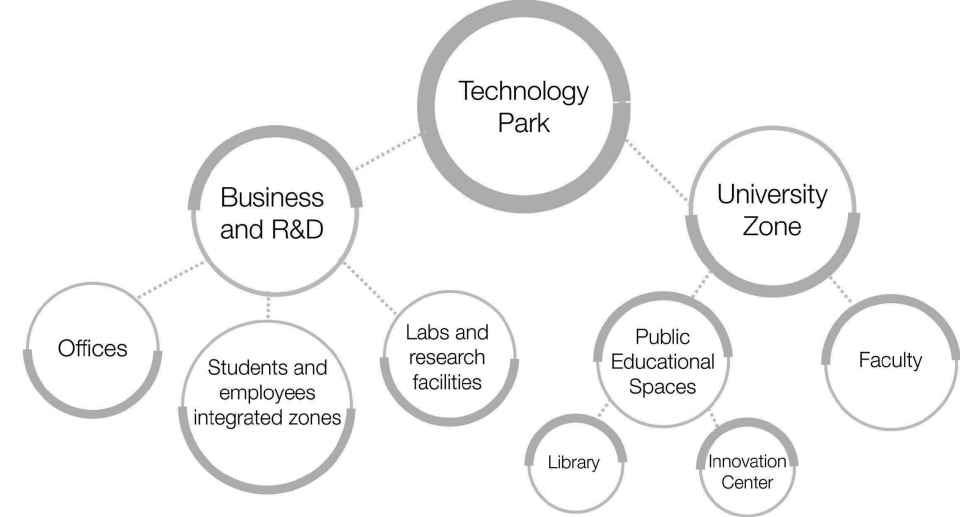 Technology
Park
Business
and R&D
University
Zone
Offices
Students and
employees
integrated zones
Labs and
research
facilities
Public
Educational
Spaces
Faculty
Library
Innovation
Center